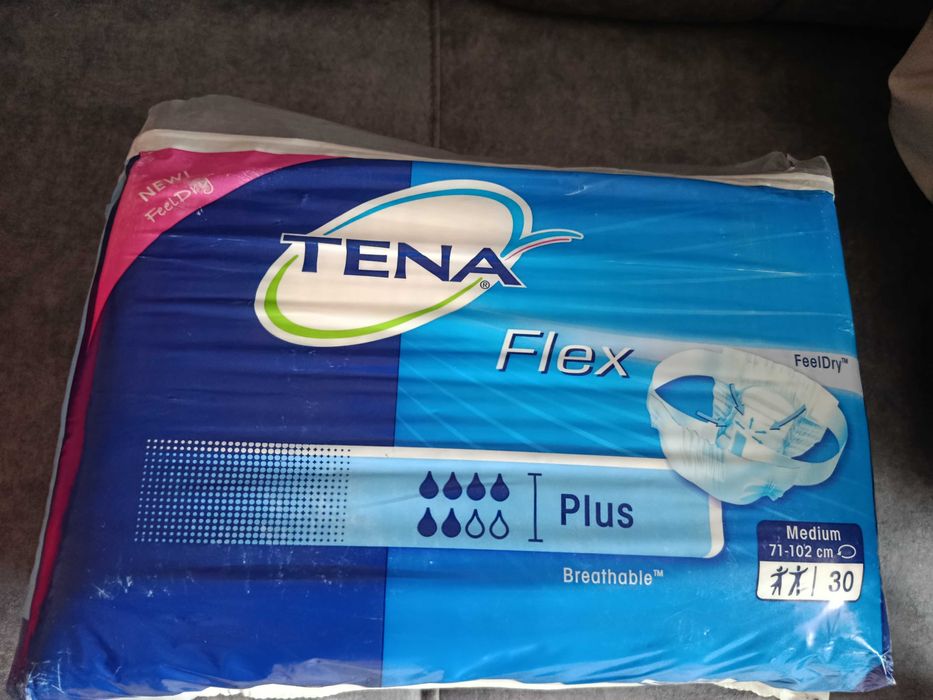 NEW!
FeelDry
TENA®
Flex
FeelDry™
Plus
Breathable™
Medium
71-102 cm
30